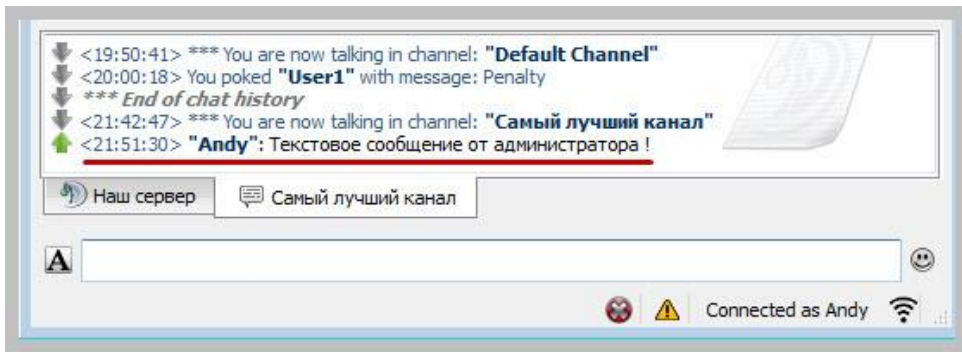 <19:50:41> *** You are now talking in channel: "Default Channel"
<20:00:18> You poked "User1" with message: Penalty
*** End of chat history
<21:42:47> *** You are now talking in channel: "Самый лучший канал"
<21:51:30> "Andy": Текстовое сообщение от администратора !
Наш сервер
Самый лучший канал
A
Connected as Andy